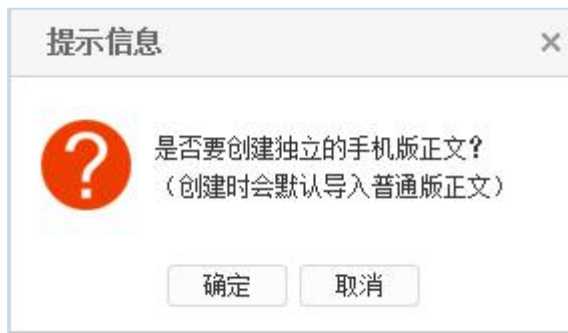 提示信息
是否要创建独立的手机版正文?
（创建时会默认导入普通版正文）
确定
取消